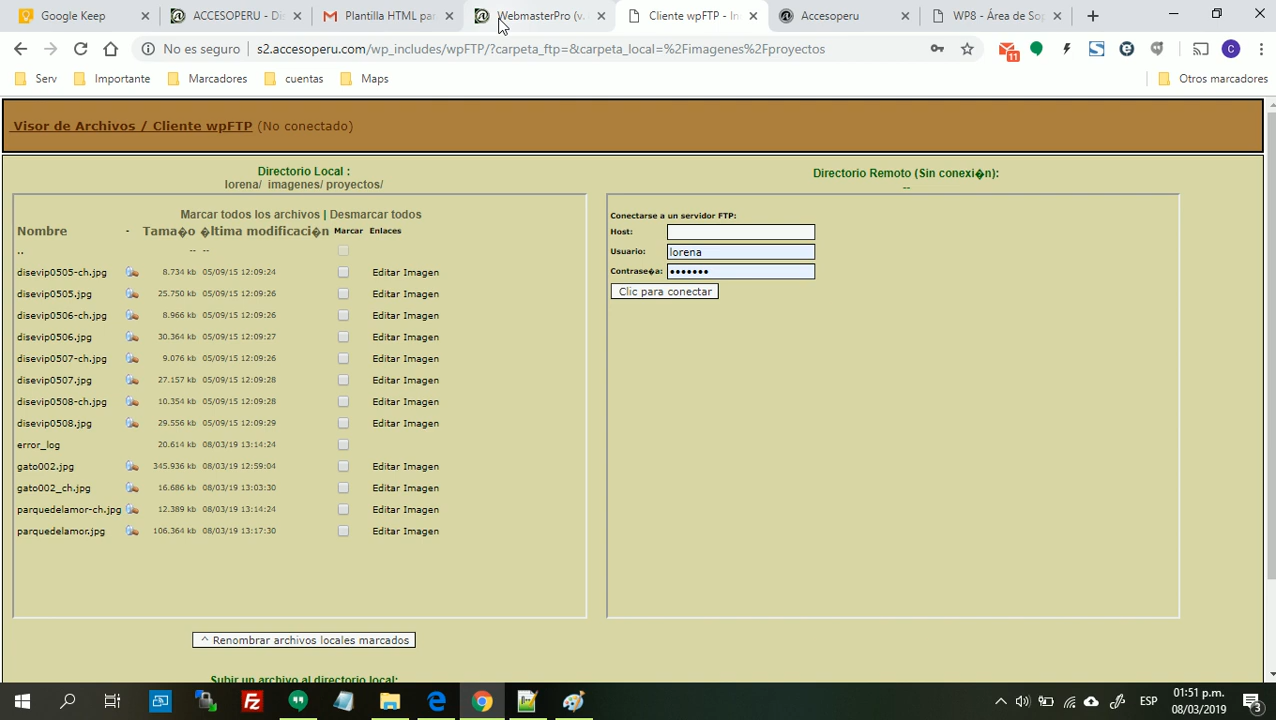 Google Keep
ACCESOPERU - Di
Plantilla HTML par
WebmasterPro (v.
Cliente wpFTP - In
Accesoperu
WP8 - Área de Sop
No es seguro | s2.accesoperu.com/wp_includes/wpFTP/?carpeta_ftp=&carpeta_local=%2Fimagenes%2Fproyectos
11
C
Serv
Importante
Marcadores
cuentas
Maps
Otros marcadores
Visor de Archivos / Cliente wpFTP (No conectado)
Directorio Local :
lorena/ imagenes/ proyectos/
Marcar todos los archivos | Desmarcar todos
Nombre - Tama�o �ltima modificaci�n Marcar Enlaces
.. -- --
disevip0505-ch.jpg 8.734 kb 05/09/15 12:09:24 Editar Imagen
disevip0505.jpg 25.750 kb 05/09/15 12:09:26 Editar Imagen
disevip0506-ch.jpg 8.966 kb 05/09/15 12:09:26 Editar Imagen
disevip0506.jpg 30.364 kb 05/09/15 12:09:27 Editar Imagen
disevip0507-ch.jpg 9.076 kb 05/09/15 12:09:26 Editar Imagen
disevip0507.jpg 27.157 kb 05/09/15 12:09:28 Editar Imagen
disevip0508-ch.jpg 10.354 kb 05/09/15 12:09:28 Editar Imagen
disevip0508.jpg 29.556 kb 05/09/15 12:09:29 Editar Imagen
error_log 20.614 kb 08/03/19 13:14:24
gato002.jpg 345.936 kb 08/03/19 12:59:04 Editar Imagen
gato002_ch.jpg 16.686 kb 08/03/19 13:03:30 Editar Imagen
parquedelamor-ch.jpg 12.389 kb 08/03/19 13:14:24 Editar Imagen
parquedelamor.jpg 106.364 kb 08/03/19 13:17:30 Editar Imagen
^ Renombrar archivos locales marcados
Subir un archivo al directorio local:
Directorio Remoto (Sin conexi�n):
--
Conectarse a un servidor FTP:
Host:
Usuario: lorena
Contrase�a: •••••••
Clic para conectar
ESP
01:51 p.m.
08/03/2019
3